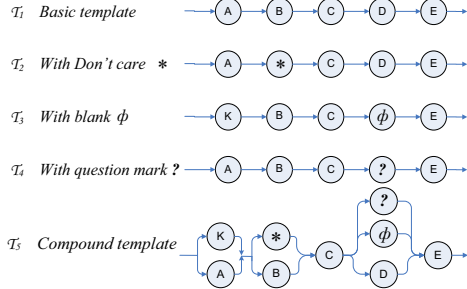 𝒯₁ Basic template A B C D E
𝒯₂ With Don't care * A * C D E
𝒯₃ With blank ϕ K B C ϕ E
𝒯₄ With question mark ? A B C ? E
?
K * ϕ
𝒯₅ Compound template C E
A B D